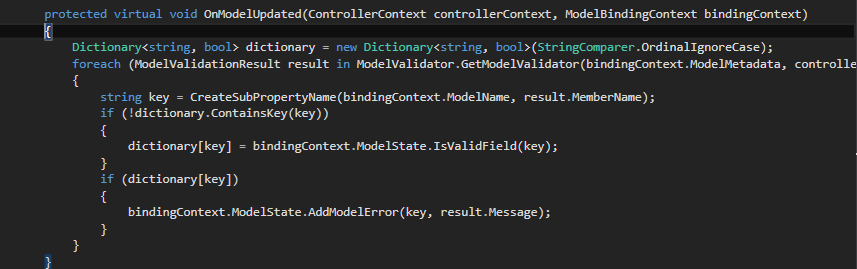 protected virtual void OnModelUpdated(ControllerContext controllerContext, ModelBindingContext bindingContext)
{
Dictionary<string, bool> dictionary = new Dictionary<string, bool>(StringComparer.OrdinalIgnoreCase);
foreach (ModelValidationResult result in ModelValidator.GetModelValidator(bindingContext.ModelMetadata, controlle
{
string key = CreateSubPropertyName(bindingContext.ModelName, result.MemberName);
if (!dictionary.ContainsKey(key))
{
dictionary[key] = bindingContext.ModelState.IsValidField(key);
}
if (dictionary[key])
{
bindingContext.ModelState.AddModelError(key, result.Message);
}
}
}